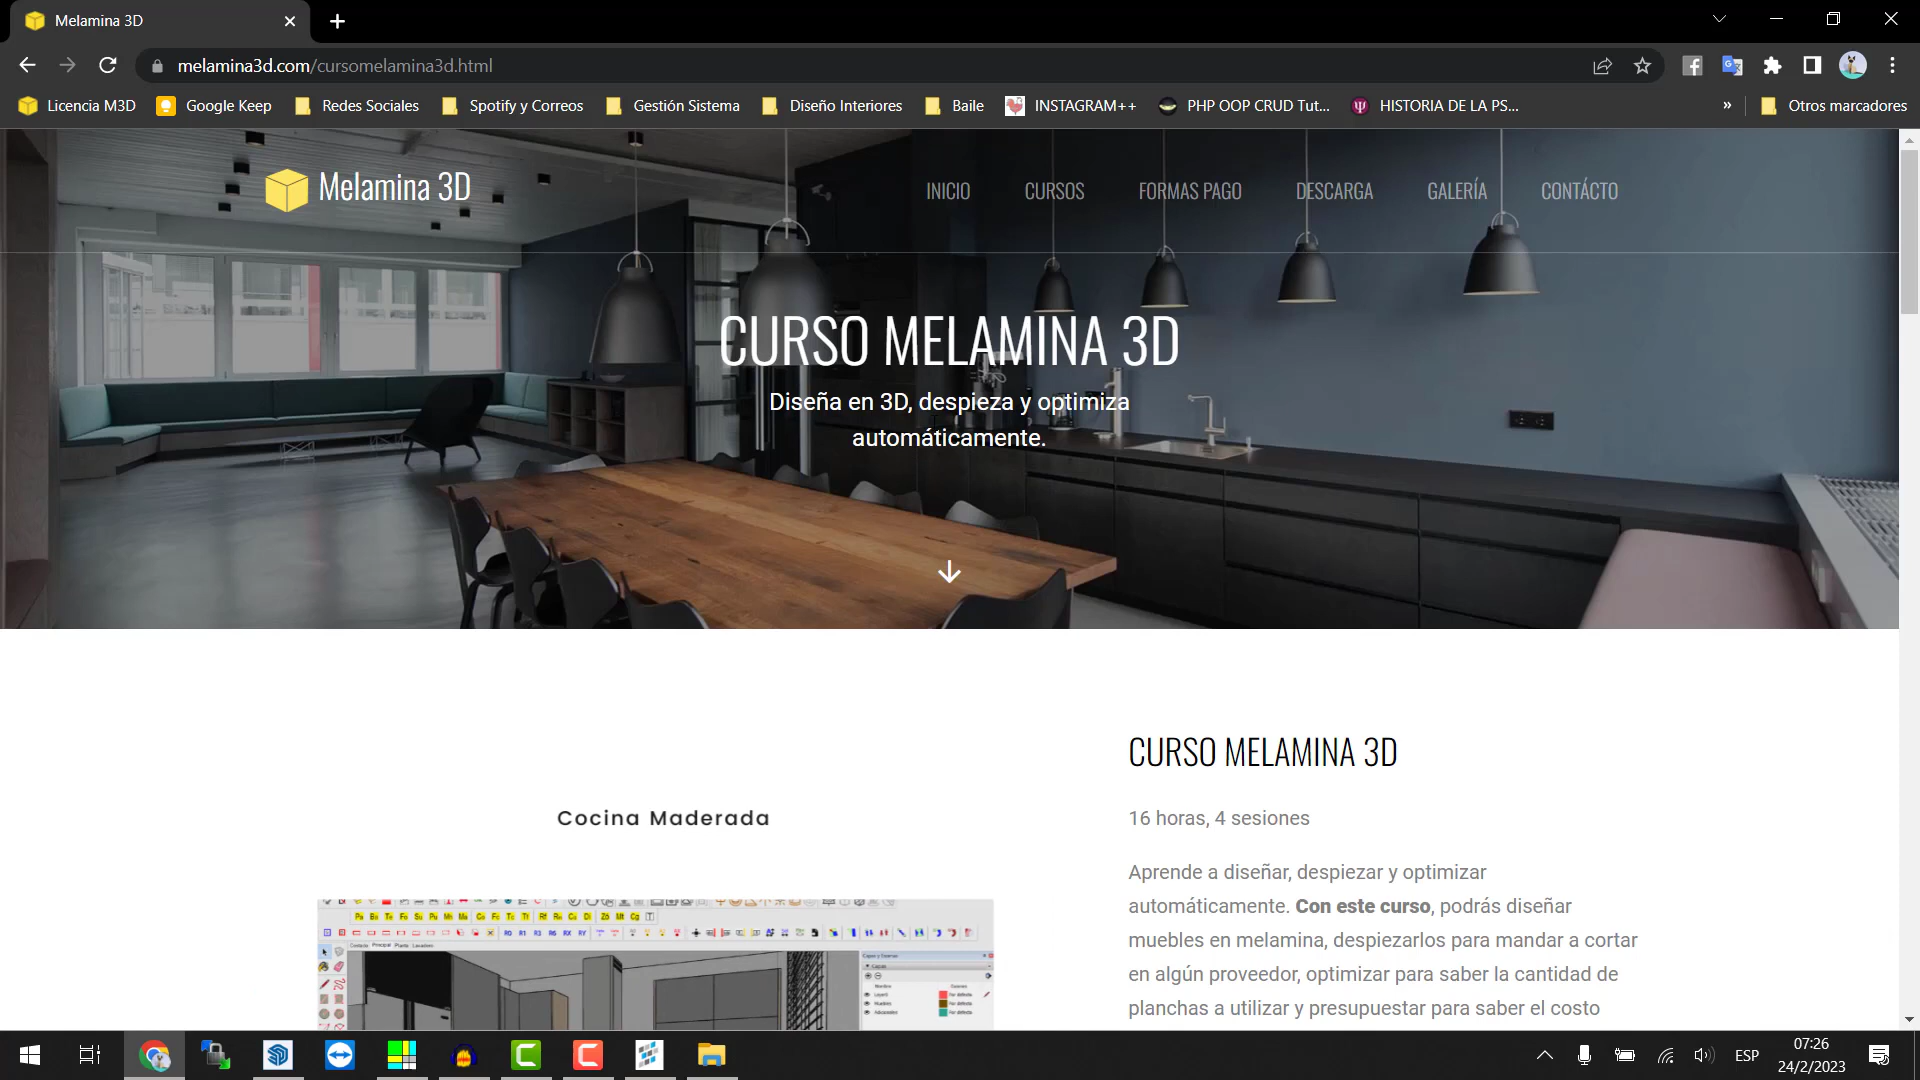 Melamina 3D
melamina3d.com/cursomelamina3d.html
Licencia M3D
Google Keep
Redes Sociales
Spotify y Correos
Gestión Sistema
Diseño Interiores
Baile
INSTAGRAM++
PHP OOP CRUD Tut...
HISTORIA DE LA PS...
»
Otros marcadores
Melamina 3D
INICIO
CURSOS
FORMAS PAGO
DESCARGA
GALERÍA
CONTÁCTO
CURSO MELAMINA 3D
Diseña en 3D, despieza y optimiza
automáticamente.
Cocina Maderada
CURSO MELAMINA 3D
16 horas, 4 sesiones
Aprende a diseñar, despiezar y optimizar
automáticamente. Con este curso, podrás diseñar
muebles en melamina, despiezarlos para mandar a cortar
en algún proveedor, optimizar para saber la cantidad de
planchas a utilizar y presupuestar para saber el costo
ESP
07:26
24/2/2023